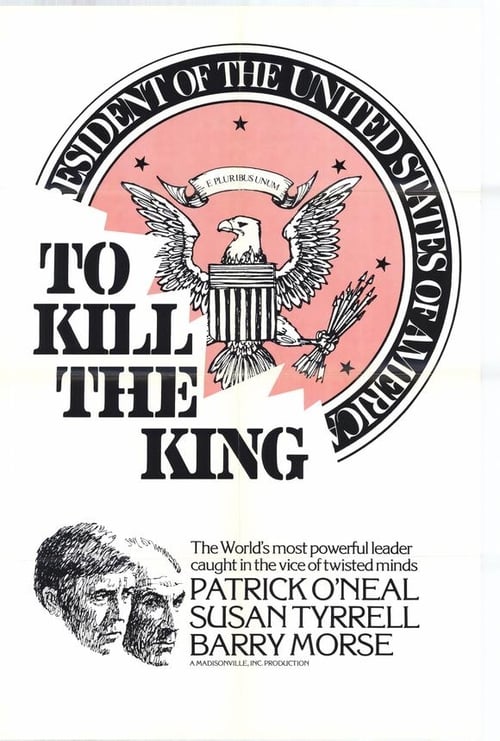 ESIDENT OF THE UNITED STATES OF AMERICA
E PLURIBUS UNUM
TO
KILL
THE
KING
The World's most powerful leader
caught in the vice of twisted minds
PATRICK O'NEAL
SUSAN TYRRELL
BARRY MORSE
A MADISONVILLE, INC. PRODUCTION